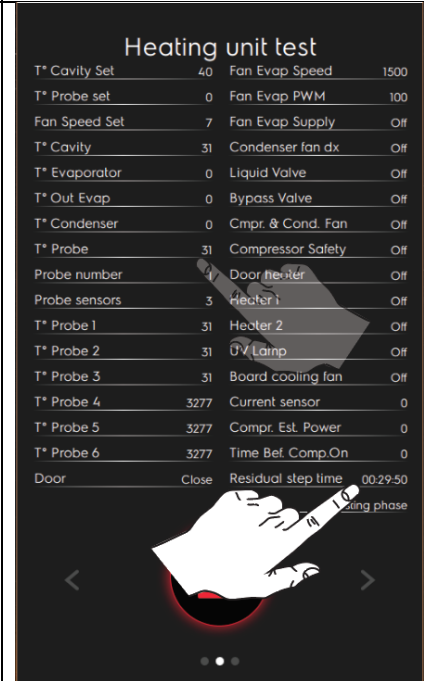 Heating unit test
T° Cavity Set 40 Fan Evap Speed 1500
T° Probe set 0 Fan Evap PWM 100
Fan Speed Set 7 Fan Evap Supply Off
T° Cavity 31 Condenser fan dx Off
T° Evaporator 0 Liquid Valve Off
T° Out Evap 0 Bypass Valve Off
T° Condenser 0 Cmpr. & Cond. Fan Off
T° Probe 31 Compressor Safety Off
Probe number 1 Door heater Off
Probe sensors 3 Heater 1 Off
T° Probe 1 31 Heater 2 Off
T° Probe 2 31 UV Lamp Off
T° Probe 3 31 Board cooling fan Off
T° Probe 4 3277 Current sensor 0
T° Probe 5 3277 Compr. Est. Power 0
T° Probe 6 3277 Time Bef. Comp.On 0
Door Close Residual step time 00:29:50
phase